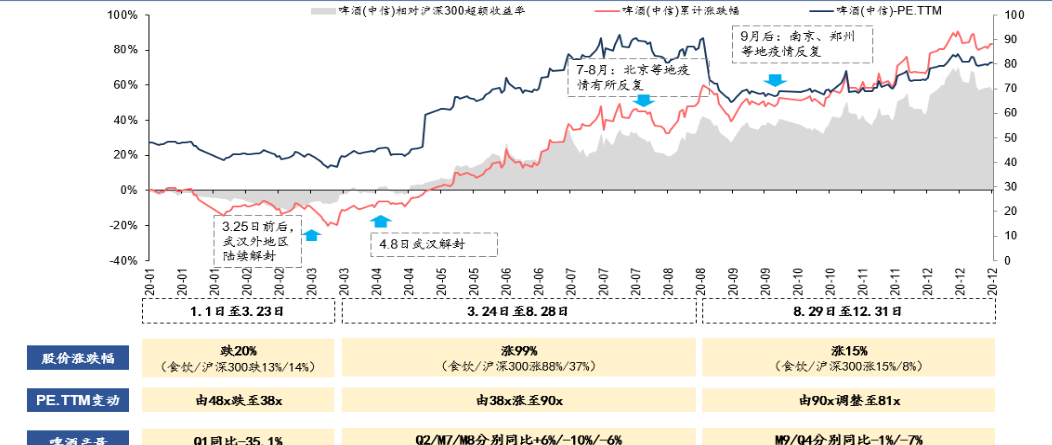 啤酒(中信)相对沪深300超额收益率
啤酒(中信)累计涨跌幅
啤酒(中信)-PE.TTM
100%
80%
60%
40%
20%
0%
-20%
-40%
100
90
80
70
60
50
40
30
20
10
0
9月后：南京、郑州
等地疫情反复
7-8月：北京等地疫
情有所反复
3.25日前后，
武汉外地区
陆续解封
4.8日武汉解封
20-01
20-01
20-01
20-02
20-02
20-03
20-03
20-04
20-04
20-05
20-05
20-06
20-06
20-07
20-07
20-08
20-08
20-08
20-09
20-09
20-10
20-10
20-11
20-11
20-12
20-12
20-12
1.1日至3.23日
3.24日至8.28日
8.29日至12.31日
股价涨跌幅
跌20%
（食饮/沪深300跌13%/14%）
涨99%
（食饮/沪深300涨88%/37%）
涨15%
（食饮/沪深300涨15%/8%）
PE.TTM变动
由48x跌至38x
由38x涨至90x
由90x调整至81x
啤酒产量
Q1同比-35.1%
Q2/M7/M8分别同比+6%/-10%/-6%
M9/Q4分别同比-1%/-7%